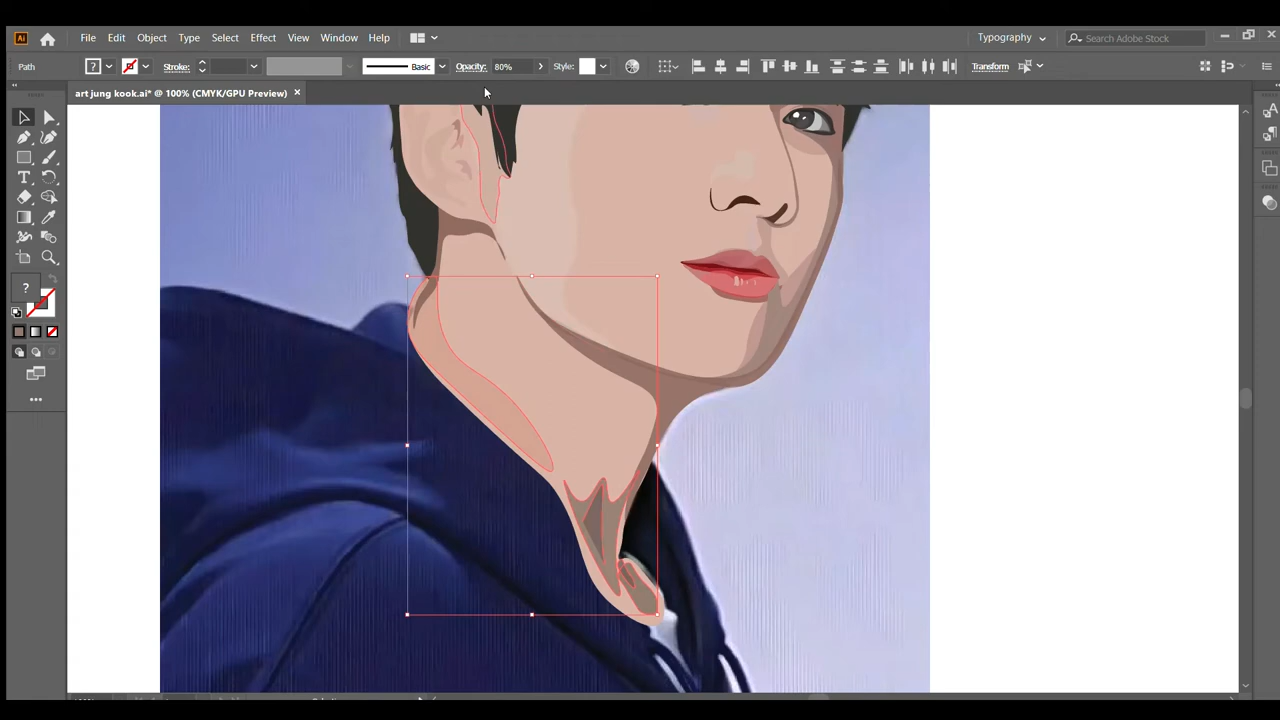 Ai File Edit Object Type Select Effect View Window Help Typography Search Adobe Stock
Path ? Stroke: Basic Opacity: 80% Style: Transform
art jung kook.ai* @ 100% (CMYK/GPU Preview) ×
T
?